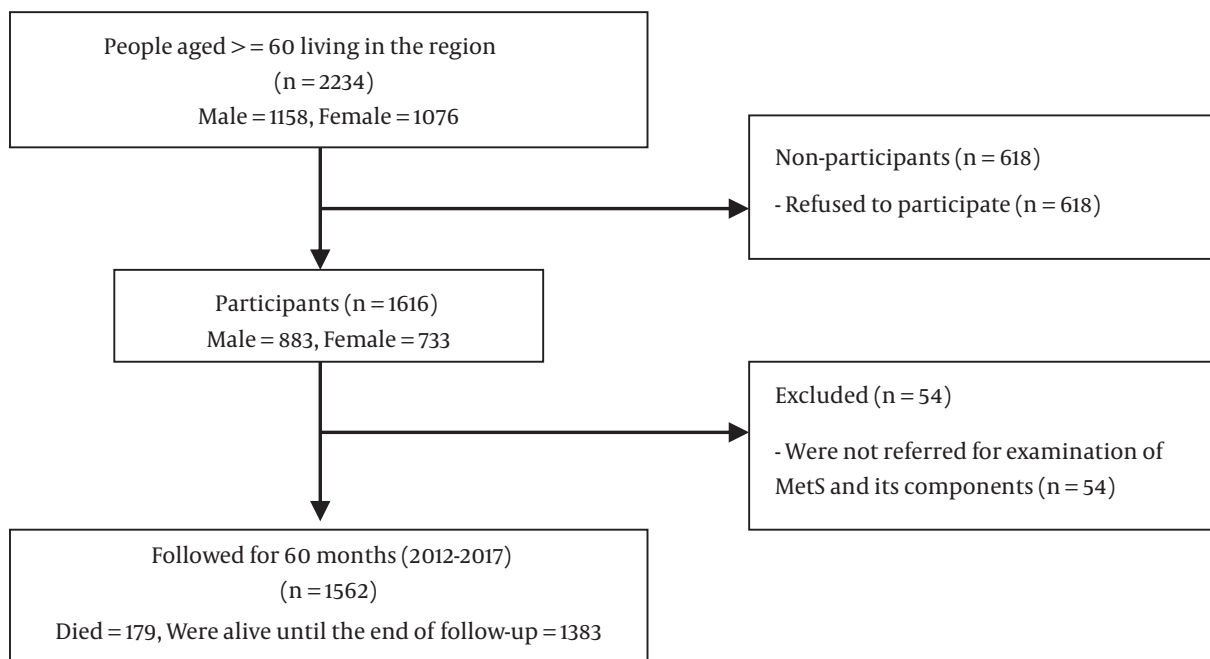 People aged >= 60 living in the region
(n = 2234)
Male = 1158, Female = 1076
Non-participants (n = 618)
- Refused to participate (n = 618)
Participants (n = 1616)
Male = 883, Female = 733
Excluded (n = 54)
- Were not referred for examination of
MetS and its components (n = 54)
Followed for 60 months (2012-2017)
(n = 1562)
Died = 179, Were alive until the end of follow-up = 1383